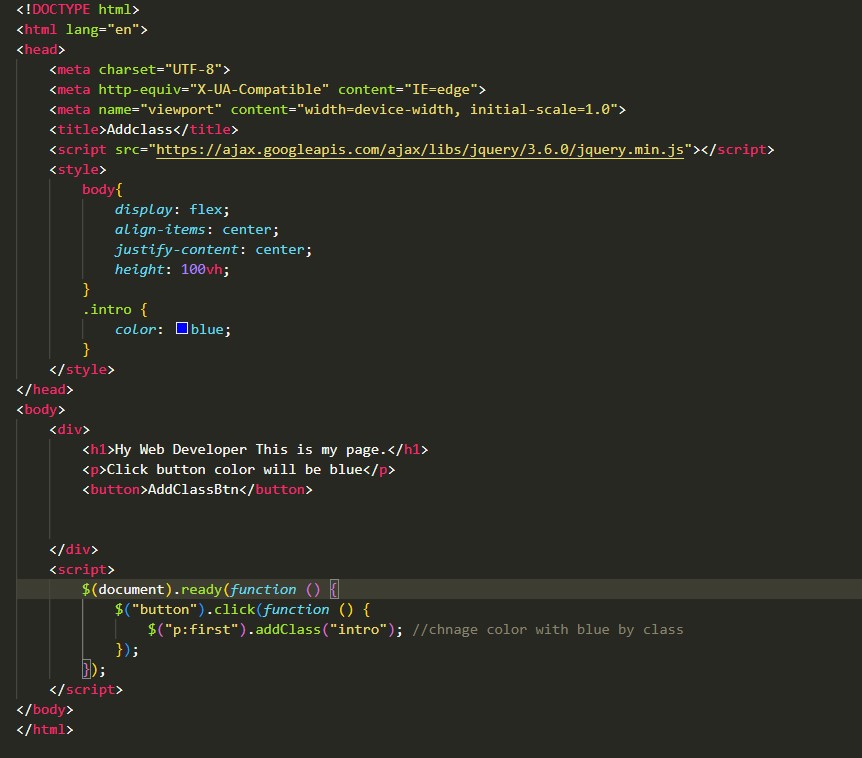 <!DOCTYPE html>
<html lang="en">
<head>
    <meta charset="UTF-8">
    <meta http-equiv="X-UA-Compatible" content="IE=edge">
    <meta name="viewport" content="width=device-width, initial-scale=1.0">
    <title>Addclass</title>
    <script src="https://ajax.googleapis.com/ajax/libs/jquery/3.6.0/jquery.min.js"></script>
    <style>
        body{
            display: flex;
            align-items: center;
            justify-content: center;
            height: 100vh;
        }
        .intro {
            color: blue;
        }
    </style>
</head>
<body>
    <div>
        <h1>Hy Web Developer This is my page.</h1>
        <p>Click button color will be blue</p>
        <button>AddClassBtn</button>
    </div>
    <script>
        $(document).ready(function () {
            $("button").click(function () {
                $("p:first").addClass("intro"); //chnage color with blue by class
            });
        });
    </script>
</body>
</html>